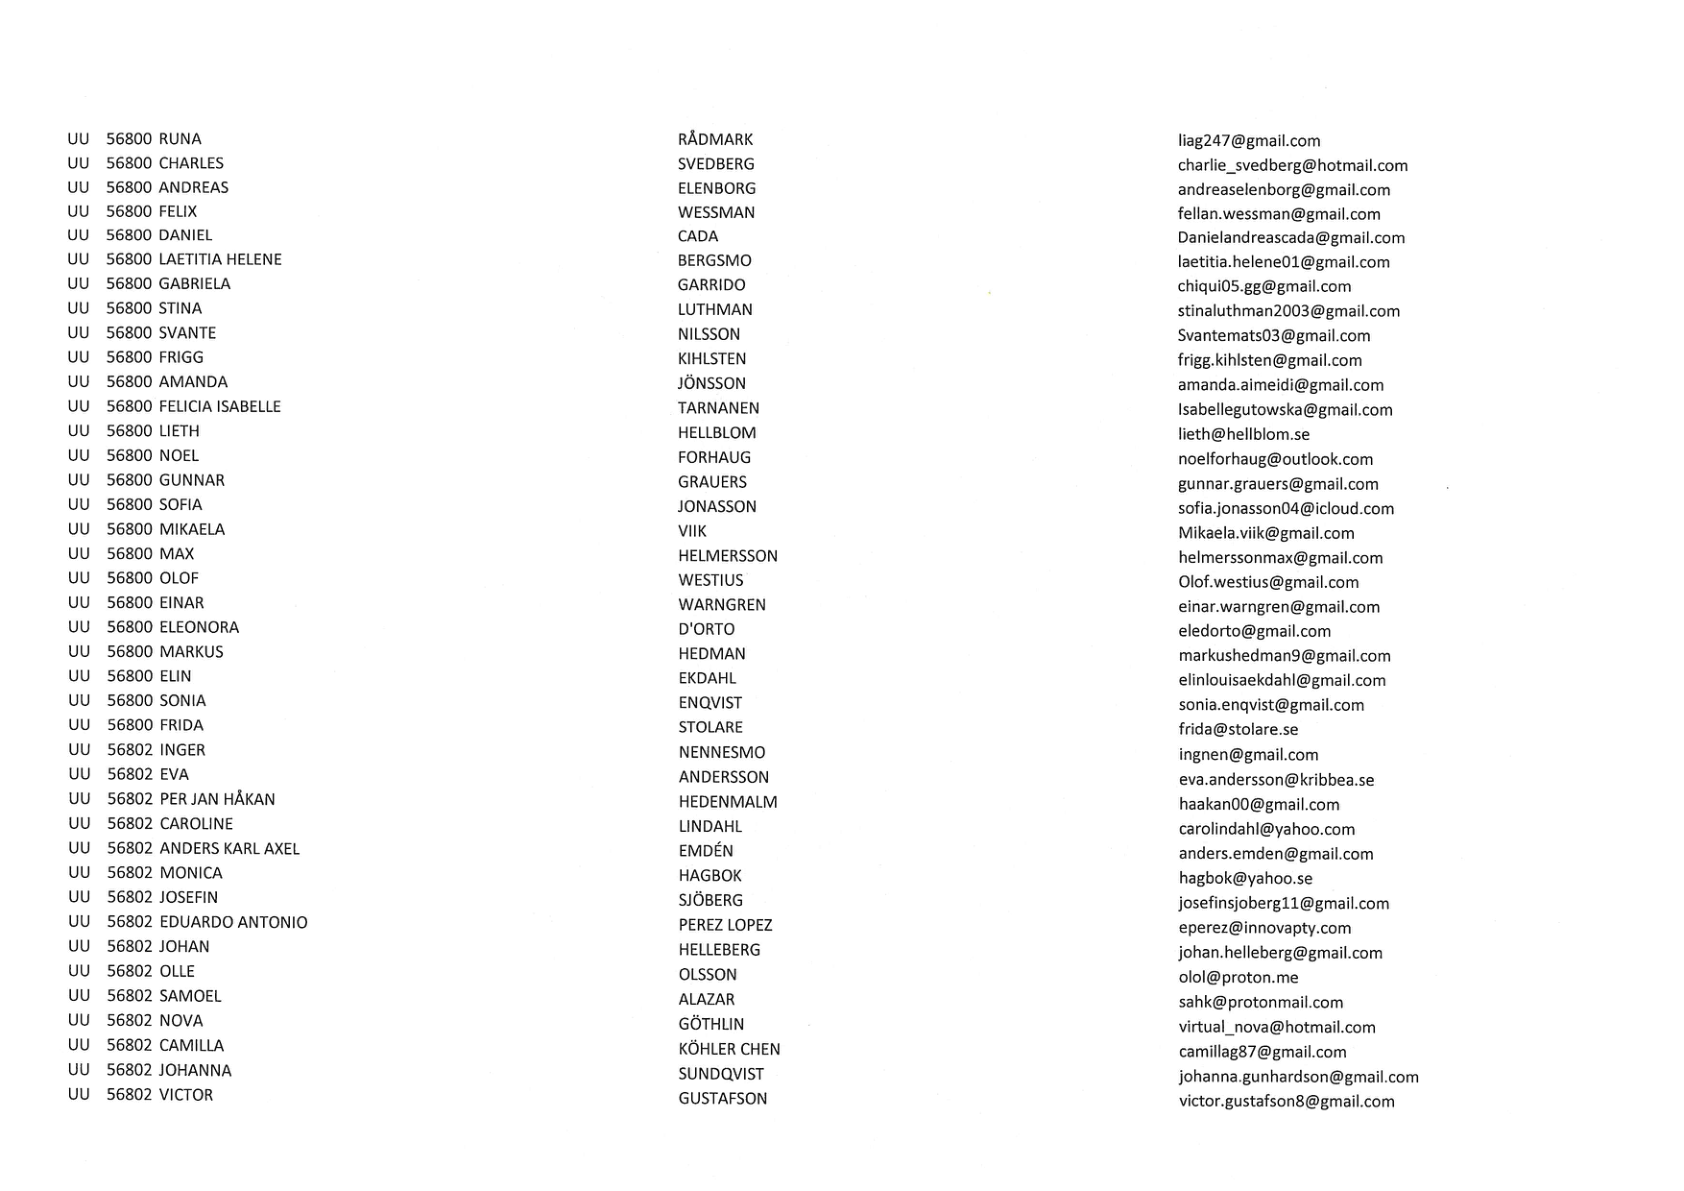 UU 56800 RUNA RÅDMARK liag247@gmail.com
UU 56800 CHARLES SVEDBERG charlie_svedberg@hotmail.com
UU 56800 ANDREAS ELENBORG andreaselenborg@gmail.com
UU 56800 FELIX WESSMAN fellan.wessman@gmail.com
UU 56800 DANIEL CADA Danielandreascada@gmail.com
UU 56800 LAETITIA HELENE BERGSMO laetitia.helene01@gmail.com
UU 56800 GABRIELA GARRIDO chiqui05.gg@gmail.com
UU 56800 STINA LUTHMAN stinaluthman2003@gmail.com
UU 56800 SVANTE NILSSON Svantemats03@gmail.com
UU 56800 FRIGG KIHLSTEN frigg.kihlsten@gmail.com
UU 56800 AMANDA JÖNSSON amanda.aimeidi@gmail.com
UU 56800 FELICIA ISABELLE TARNANEN Isabellegutowska@gmail.com
UU 56800 LIETH HELLBLOM lieth@hellblom.se
UU 56800 NOEL FORHAUG noelforhaug@outlook.com
UU 56800 GUNNAR GRAUERS gunnar.grauers@gmail.com
UU 56800 SOFIA JONASSON sofia.jonasson04@icloud.com
UU 56800 MIKAELA VIIK Mikaela.viik@gmail.com
UU 56800 MAX HELMERSSON helmerssonmax@gmail.com
UU 56800 OLOF WESTIUS Olof.westius@gmail.com
UU 56800 EINAR WARNGREN einar.warngren@gmail.com
UU 56800 ELEONORA D'ORTO eledorto@gmail.com
UU 56800 MARKUS HEDMAN markushedman9@gmail.com
UU 56800 ELIN EKDAHL elinlouisaekdahl@gmail.com
UU 56800 SONIA ENQVIST sonia.enqvist@gmail.com
UU 56800 FRIDA STOLARE frida@stolare.se
UU 56802 INGER NENNESMO ingnen@gmail.com
UU 56802 EVA ANDERSSON eva.andersson@kribbea.se
UU 56802 PER JAN HÅKAN HEDENMALM haakan00@gmail.com
UU 56802 CAROLINE LINDAHL carolindahl@yahoo.com
UU 56802 ANDERS KARL AXEL EMDÉN anders.emden@gmail.com
UU 56802 MONICA HAGBOK hagbok@yahoo.se
UU 56802 JOSEFIN SJÖBERG josefinsjoberg11@gmail.com
UU 56802 EDUARDO ANTONIO PEREZ LOPEZ eperez@innovapty.com
UU 56802 JOHAN HELLEBERG johan.helleberg@gmail.com
UU 56802 OLLE OLSSON olol@proton.me
UU 56802 SAMOEL ALAZAR sahk@protonmail.com
UU 56802 NOVA GÖTHLIN virtual_nova@hotmail.com
UU 56802 CAMILLA KÖHLER CHEN camillag87@gmail.com
UU 56802 JOHANNA SUNDQVIST johanna.gunhardson@gmail.com
UU 56802 VICTOR GUSTAFSON victor.gustafson8@gmail.com